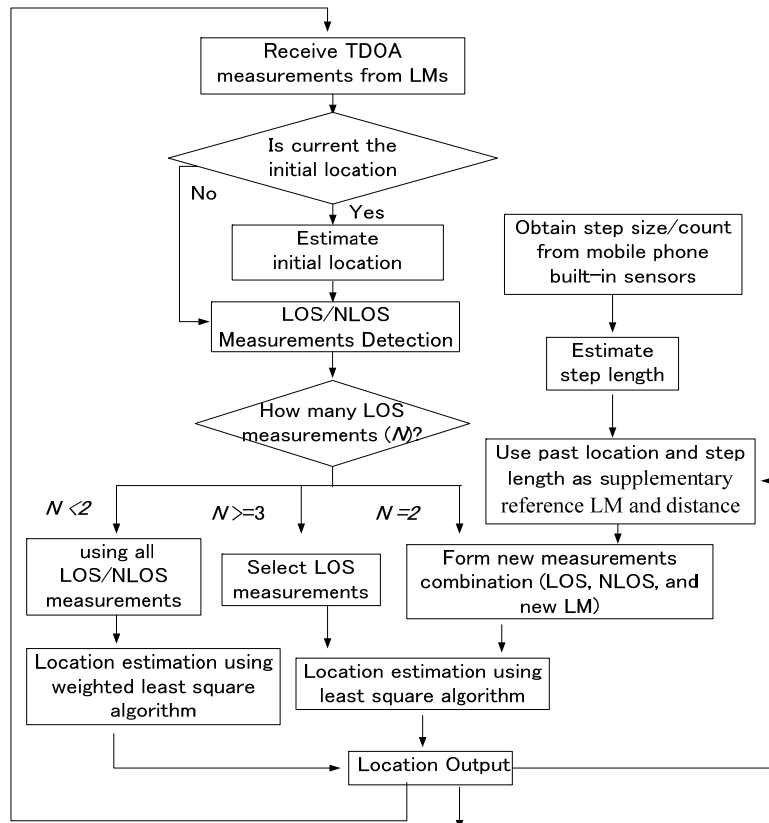 Receive TDOA
measurements from LMs
Is current the
initial location
No
Yes
Estimate
initial location
LOS/NLOS
Measurements Detection
How many LOS
measurements (N)?
Obtain step size/count
from mobile phone
built-in sensors
Estimate
step length
Use past location and step
length as supplementary
reference LM and distance
N <2
N >=3
N =2
using all
LOS/NLOS
measurements
Select LOS
measurements
Form new measurements
combination (LOS, NLOS, and
new LM)
Location estimation using
weighted least square
algorithm
Location estimation using
least square algorithm
Location Output